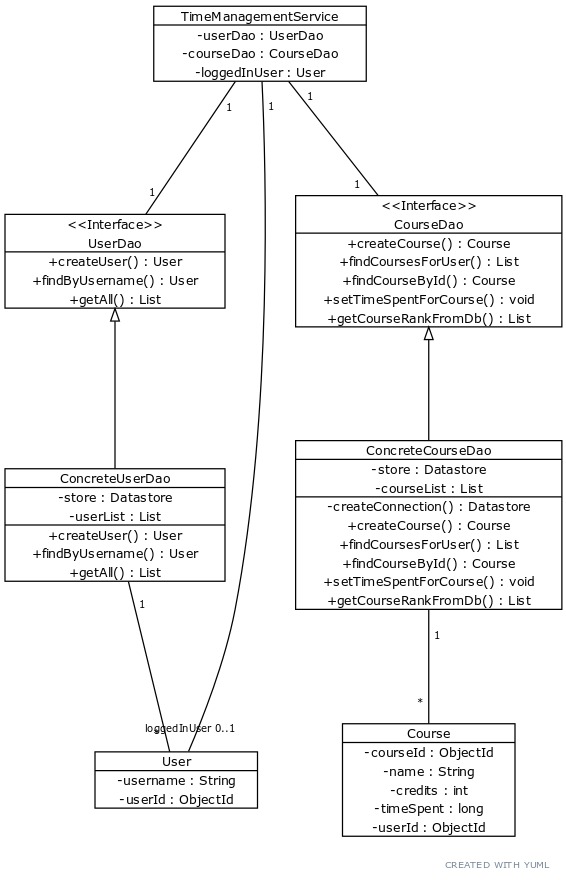 TimeManagementService
-userDao : UserDao
-courseDao : CourseDao
-loggedInUser : User
1
1
1
1
1
<<Interface>>
UserDao
+createUser() : User
+findByUsername() : User
+getAll() : List
<<Interface>>
CourseDao
+createCourse() : Course
+findCoursesForUser() : List
+findCourseById() : Course
+setTimeSpentForCourse() : void
+getCourseRankFromDb() : List
ConcreteUserDao
-store : Datastore
-userList : List
+createUser() : User
+findByUsername() : User
+getAll() : List
ConcreteCourseDao
-store : Datastore
-courseList : List
-createConnection() : Datastore
+createCourse() : Course
+findCoursesForUser() : List
+findCourseById() : Course
+setTimeSpentForCourse() : void
+getCourseRankFromDb() : List
1
1
*
loggedInUser 0..1
*
User
-username : String
-userId : ObjectId
Course
-courseId : ObjectId
-name : String
-credits : int
-timeSpent : long
-userId : ObjectId
CREATED WITH YUML